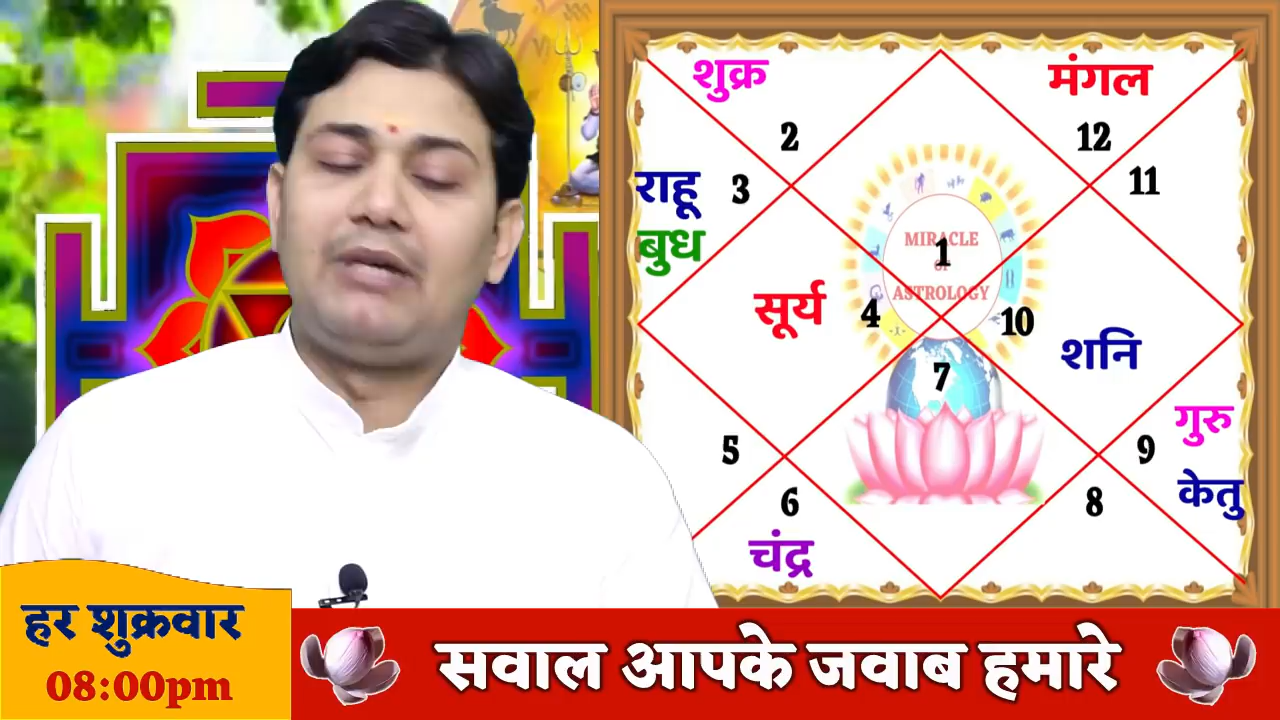 शुक्र
मंगल
2
12
राहू
3
11
बुध
MIRACLE
1
OF
ASTROLOGY
सूर्य
4
10
शनि
7
गुरु
5
9
केतु
6
8
चंद्र
हर शुक्रवार
08:00pm
सवाल आपके जवाब हमारे